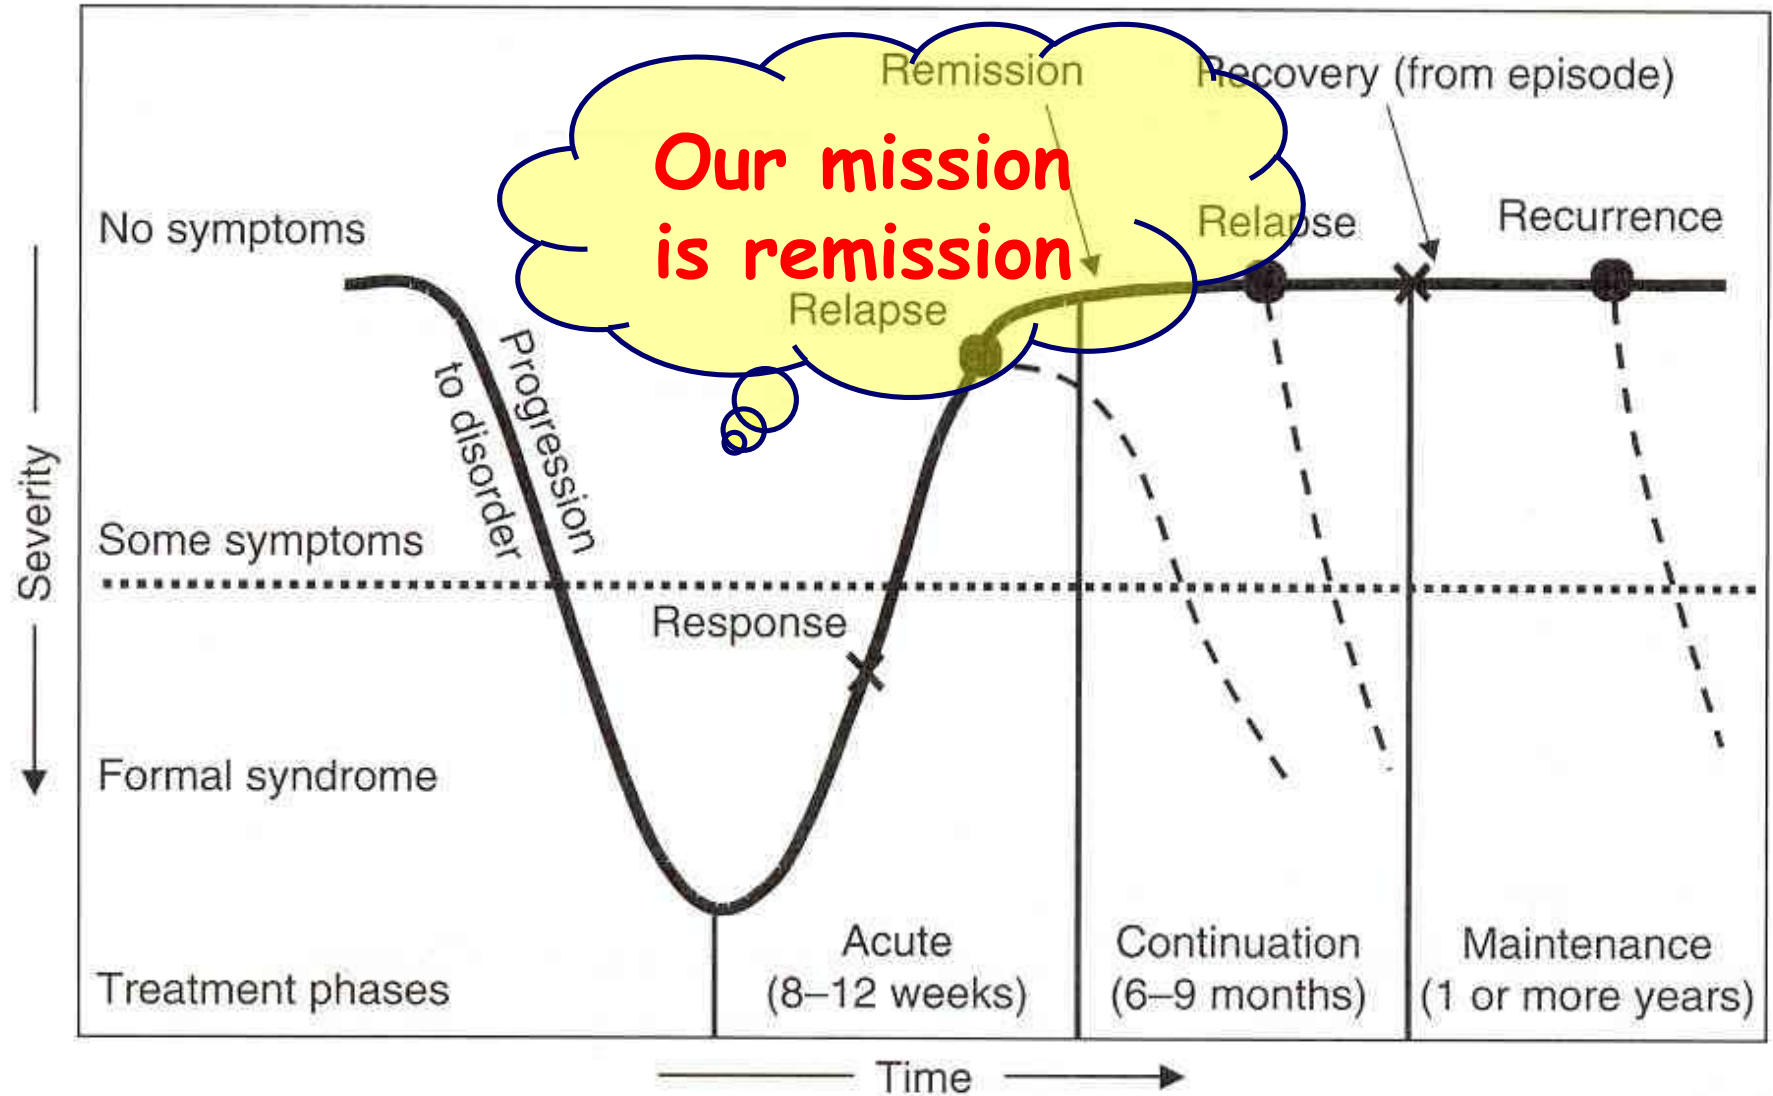 Remission
Recovery (from episode)
Our mission
is remission
No symptoms
Relapse
Recurrence
Relapse
Progression
to disorder
Severity
Some symptoms
Response
Formal syndrome
Treatment phases
Acute
(8–12 weeks)
Continuation
(6–9 months)
Maintenance
(1 or more years)
Time